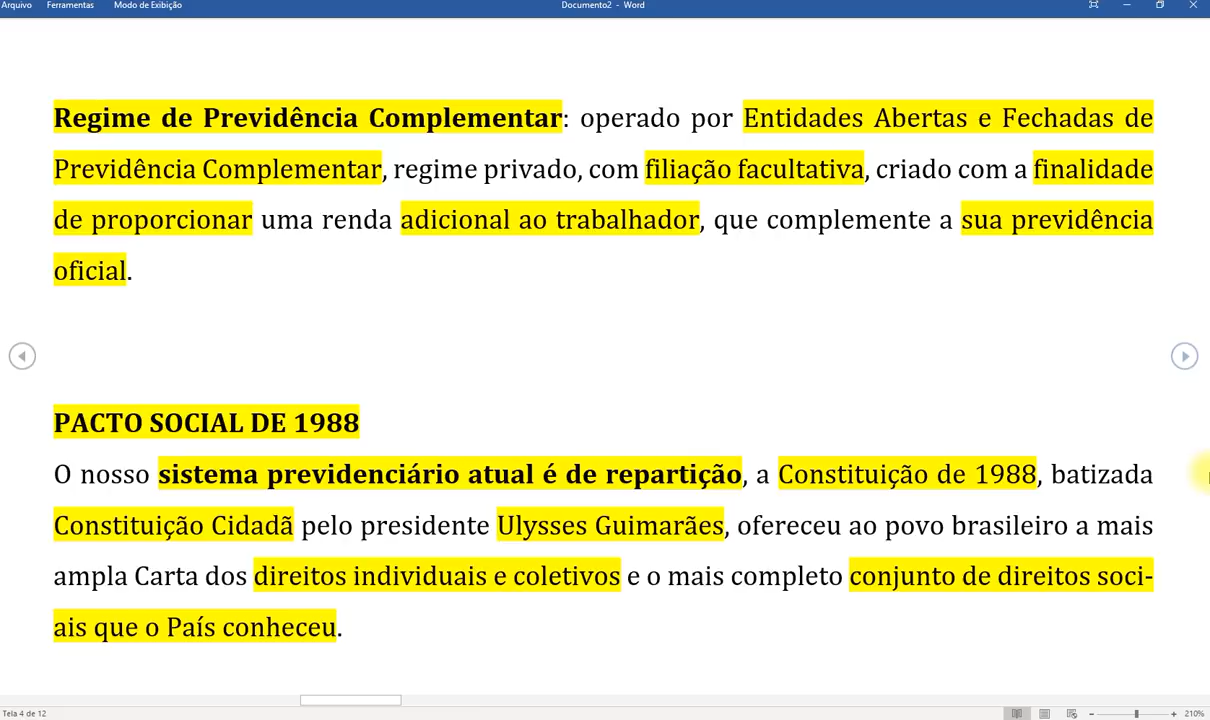 Arquivo Ferramentas Modo de Exibição Documento2 - Word
Regime de Previdência Complementar: operado por Entidades Abertas e Fechadas de
Previdência Complementar, regime privado, com filiação facultativa, criado com a finalidade
de proporcionar uma renda adicional ao trabalhador, que complemente a sua previdência
oficial.
PACTO SOCIAL DE 1988
O nosso sistema previdenciário atual é de repartição, a Constituição de 1988, batizada
Constituição Cidadã pelo presidente Ulysses Guimarães, ofereceu ao povo brasileiro a mais
ampla Carta dos direitos individuais e coletivos e o mais completo conjunto de direitos soci-
ais que o País conheceu.
Tela 4 de 12 210%